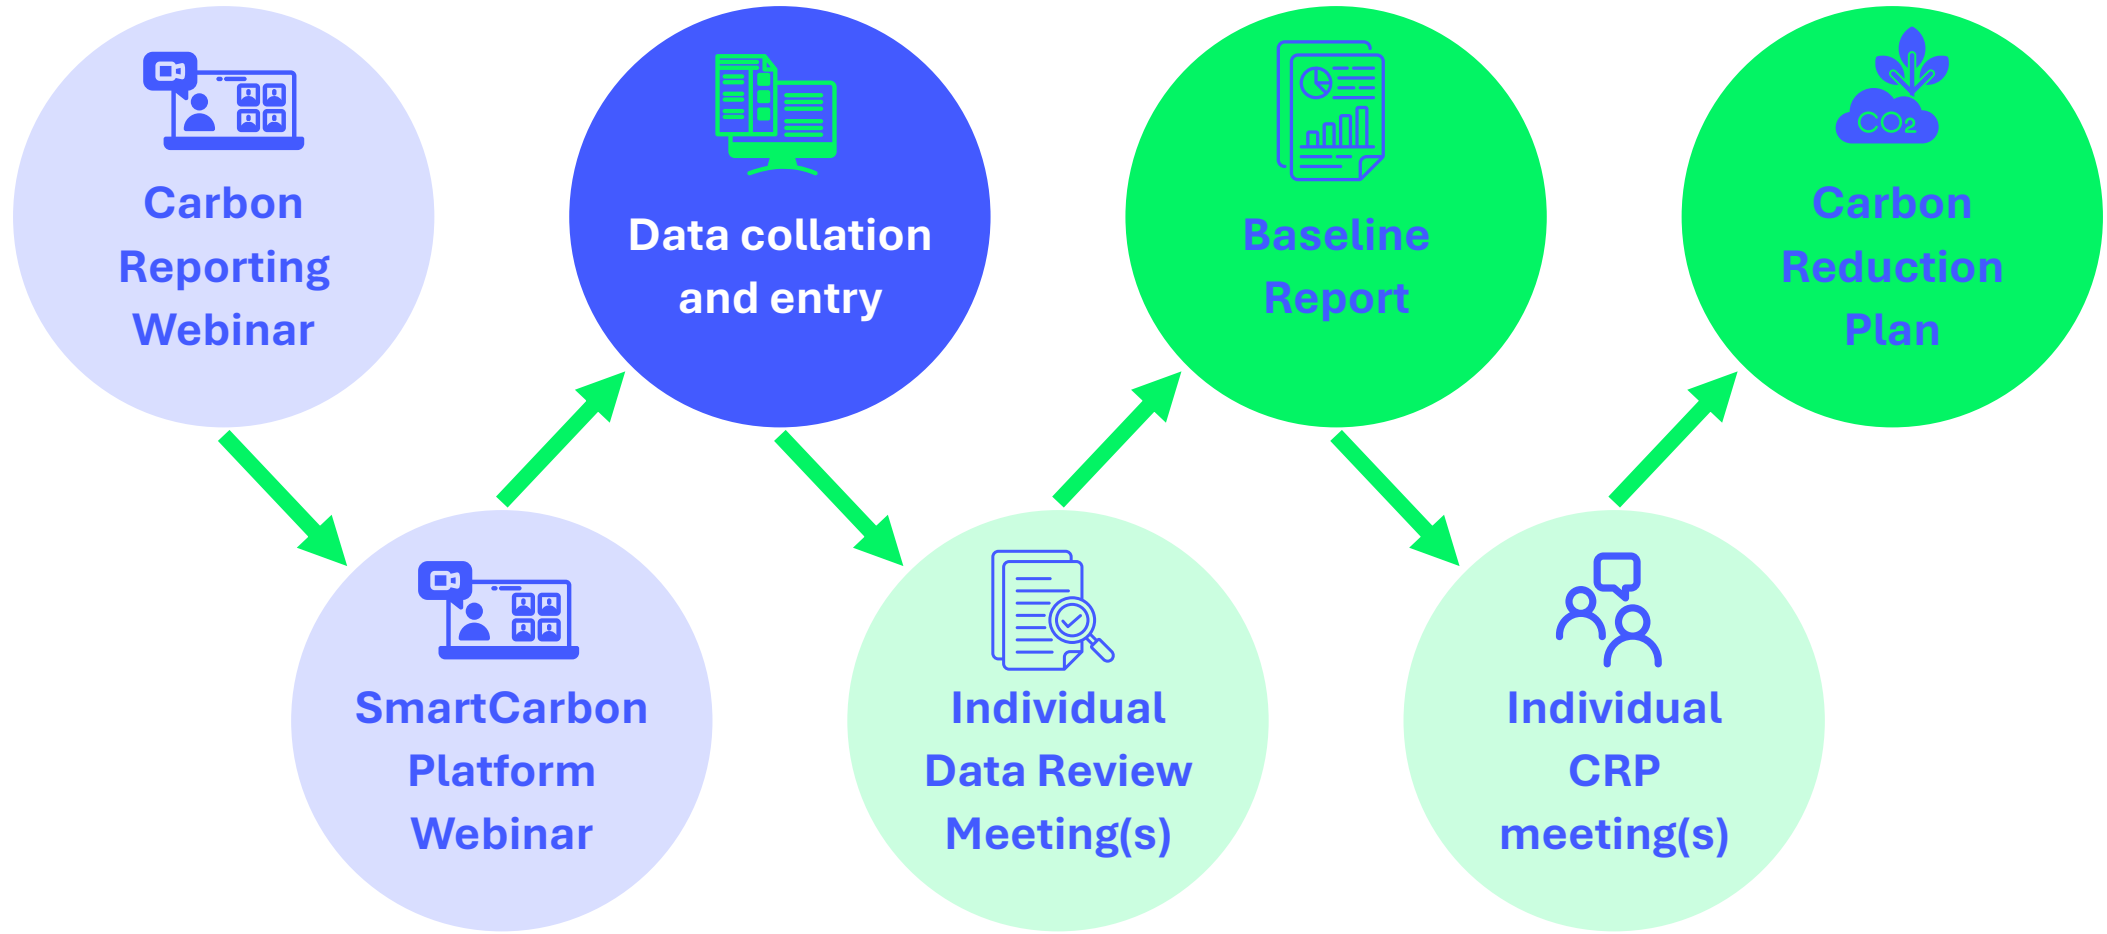 Carbon
Reporting
Webinar
SmartCarbon
Platform
Webinar
Data collation
and entry
Individual
Data Review
Meeting(s)
Baseline
Report
Individual
CRP
meeting(s)
CO2
Carbon
Reduction
Plan